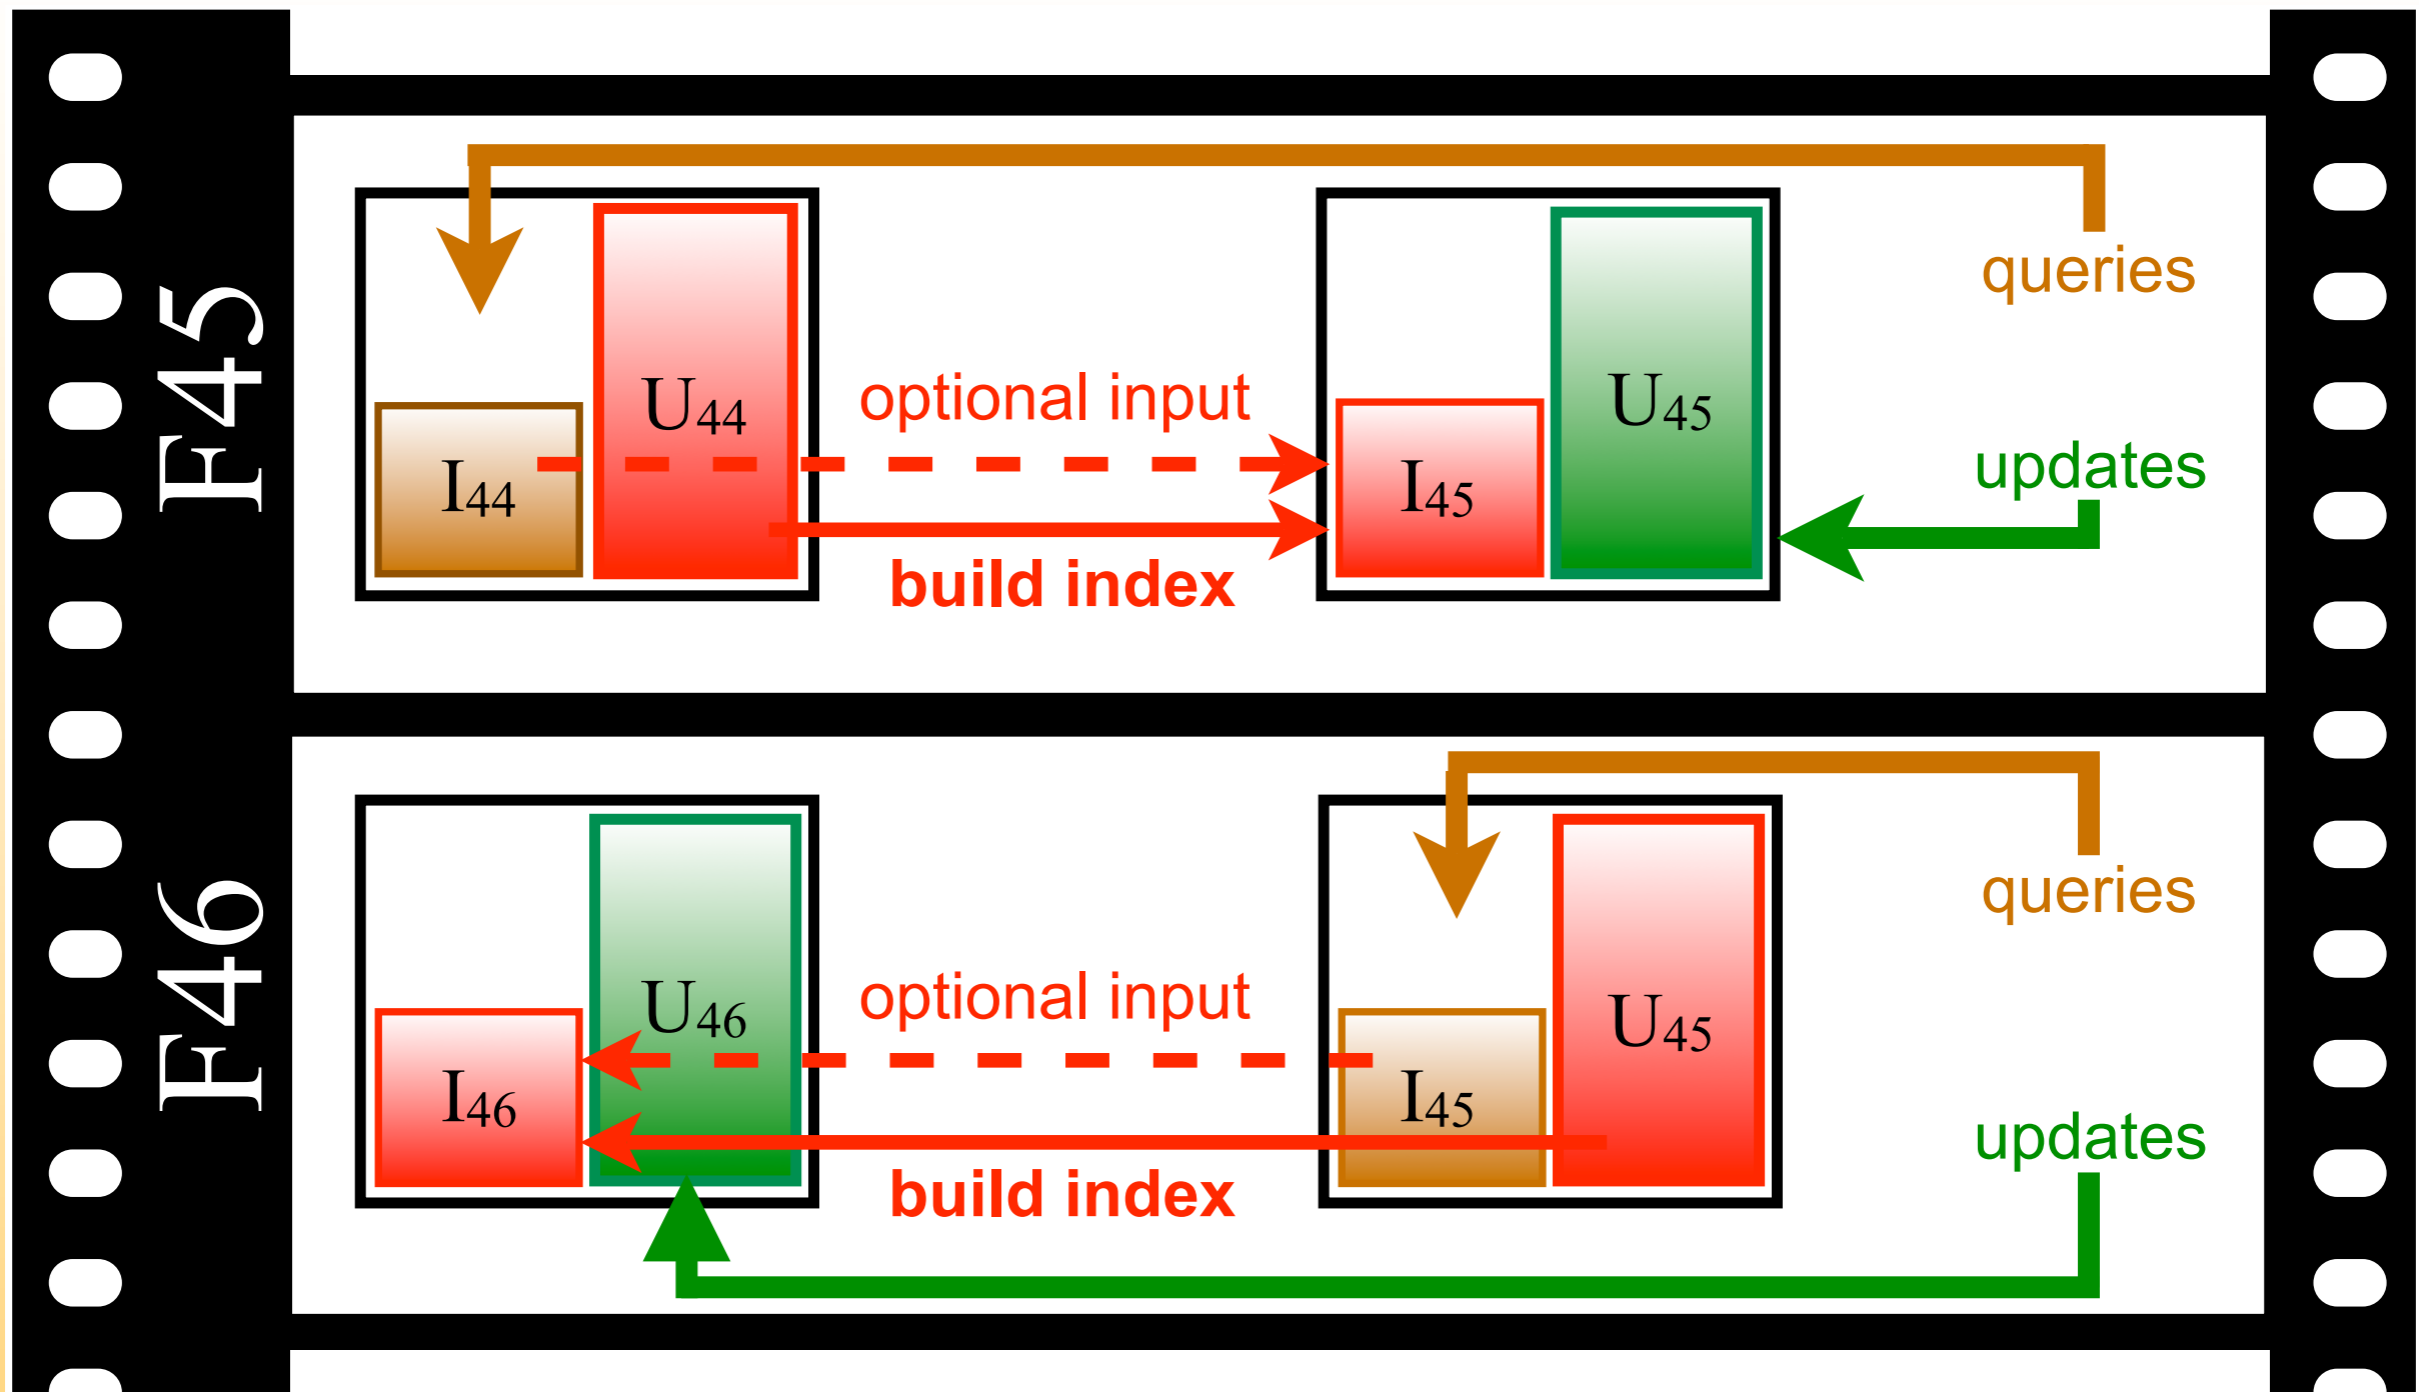 F45
queries
U44
optional input
U45
updates
I44
I45
build index
F46
queries
U46
optional input
U45
I46
I45
updates
build index